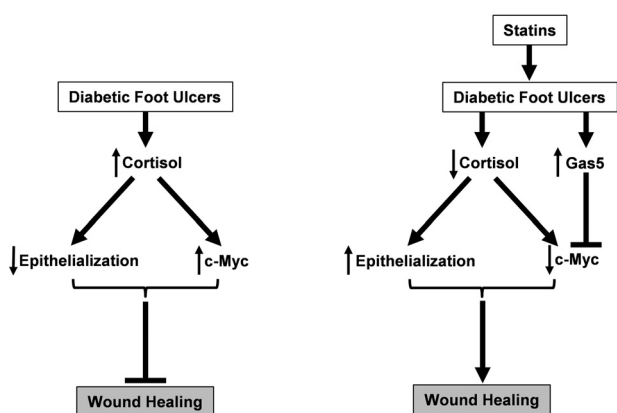 Diabetic Foot Ulcers
Cortisol
Epithelialization
c-Myc
Wound Healing
Statins
Diabetic Foot Ulcers
Cortisol
Gas5
Epithelialization
c-Myc
Wound Healing